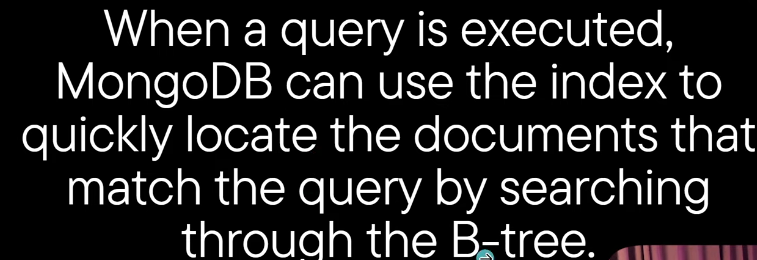 When a query is executed,
MongoDB can use the index to
quickly locate the documents that
match the query by searching
through the B-tree.